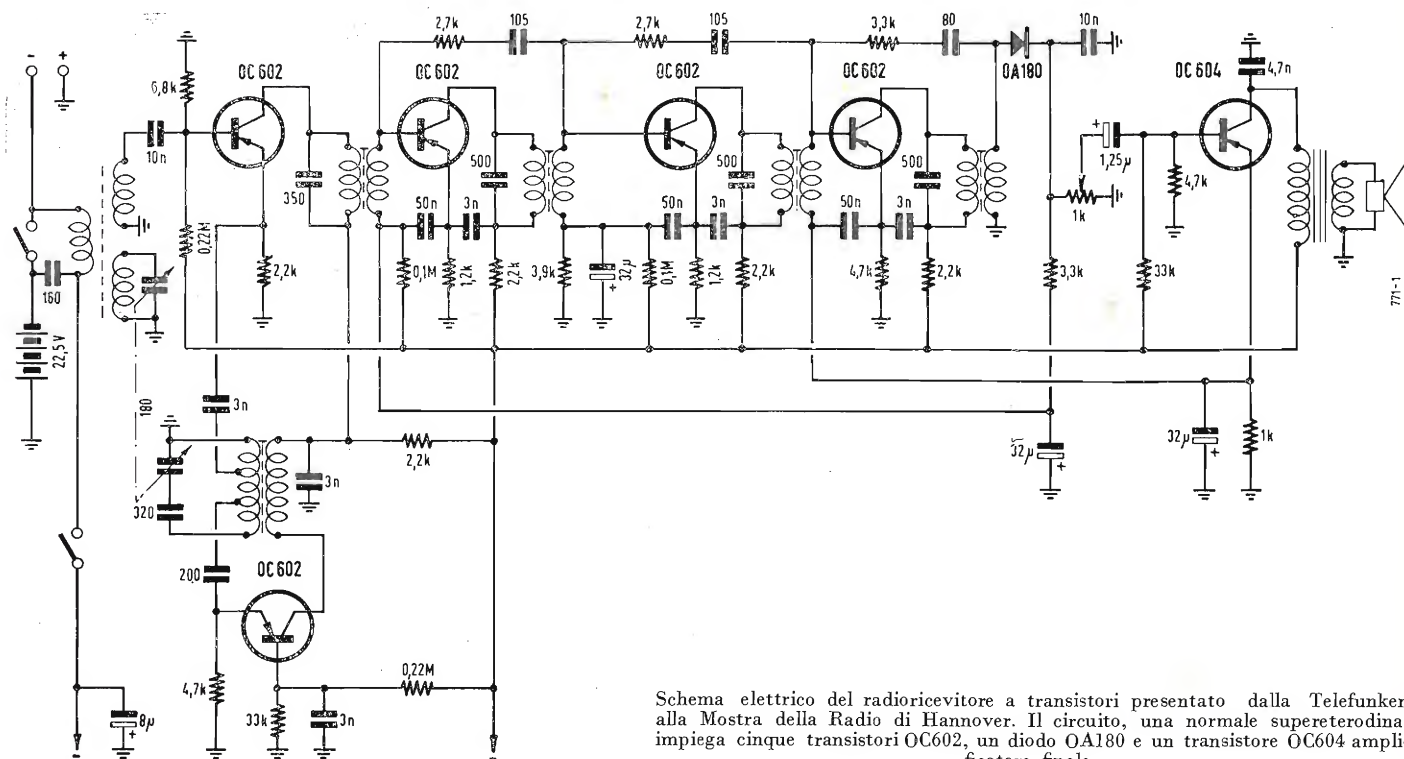 - +
2,7k 105 2,7k 105 3,3k 80 10n
OC602 OC602 OC602 OC602 OA180 OC604 4,7n
6,8k
10n
350 500 500 500
+ 1,25µ
4,7k
50n 3n 50n 3n 50n 3n
1k
160
0,22M 2,2k 0,1M 1,2k 2,2k 3,9k 32µ + 0,1M 1,2k 2,2k 4,7k 2,2k 3,3k 33k
771-1
22,5V
180
3n
2,2k
3n
32µ + 32µ + 1k
320
200 OC602
4,7k 33k 3n 0,22M
8µ +
- -
Schema elettrico del radioricevitore a transistori presentato dalla Telefunken
alla Mostra della Radio di Hannover. Il circuito, una normale supereterodina
impiega cinque transistori OC602, un diodo OA180 e un transistore OC604 ampli-
ficatore finale